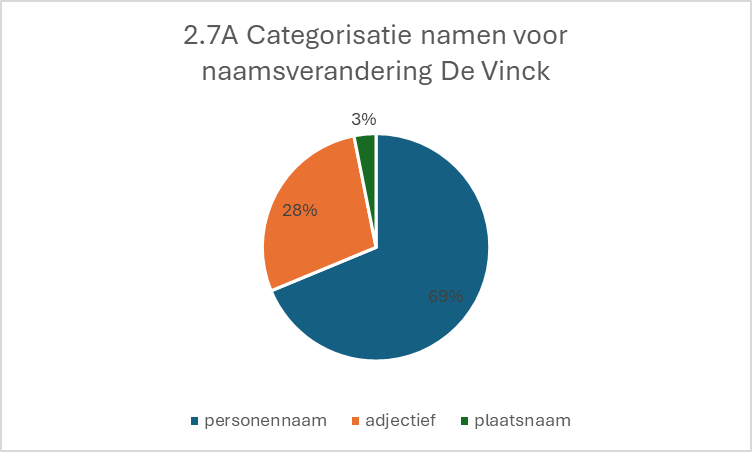 2.7A Categorisatie namen voor
naamsverandering De Vinck
3%
28%
69%
personennaam adjectief plaatsnaam